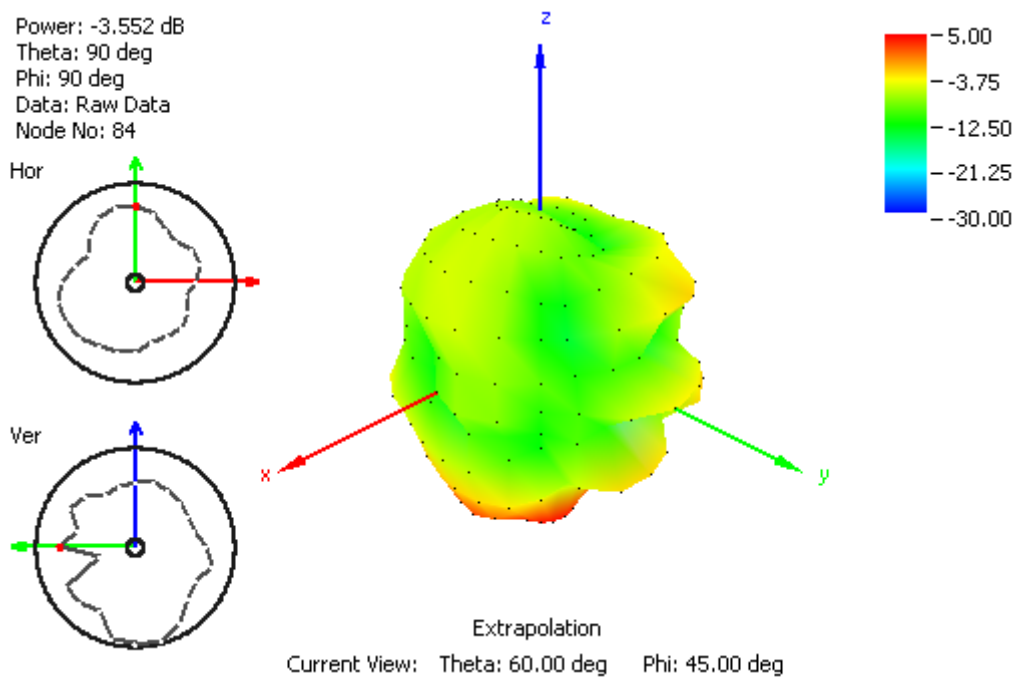 Power: -3.552 dB
Theta: 90 deg
Phi: 90 deg
Data: Raw Data
Node No: 84
Hor
Ver
z
x
y
5.00
-3.75
-12.50
-21.25
-30.00
Extrapolation
Current View: Theta: 60.00 deg Phi: 45.00 deg